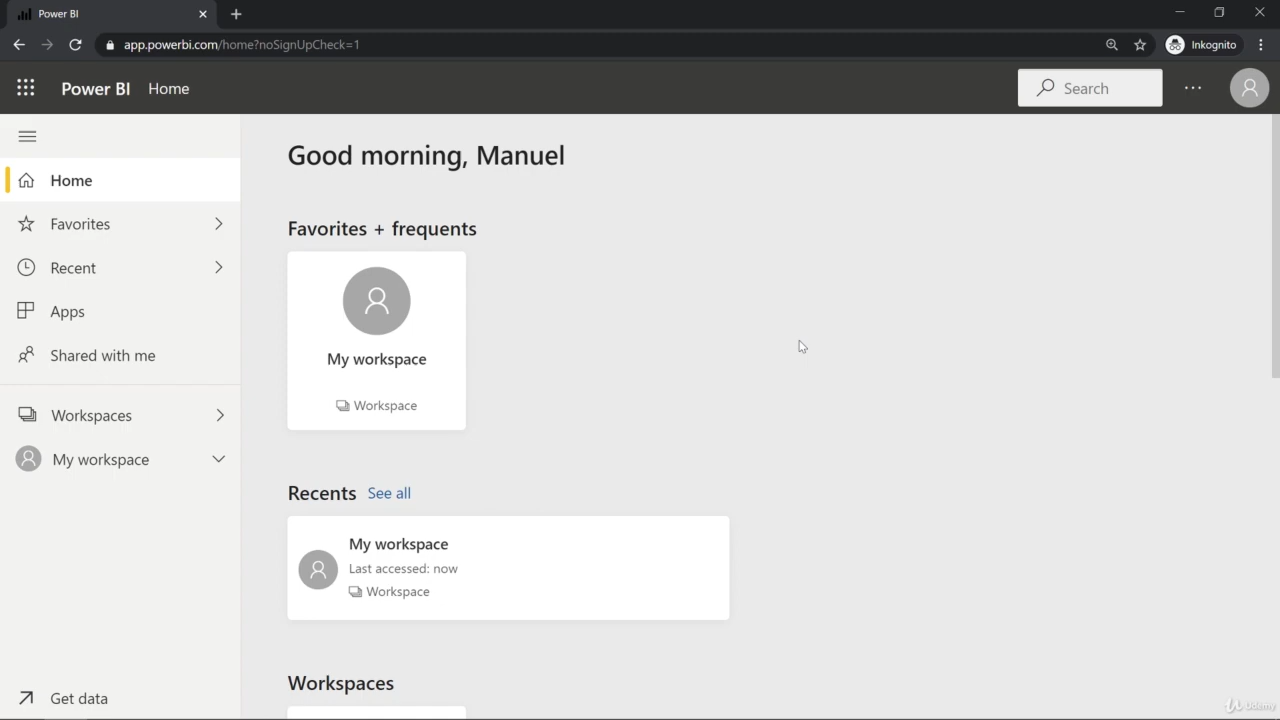 Power BI
app.powerbi.com/home?noSignUpCheck=1
Inkognito
Power BI Home
Search
Home
Favorites
Recent
Apps
Shared with me
Workspaces
My workspace
Get data
Good morning, Manuel
Favorites + frequents
My workspace
Workspace
Recents See all
My workspace
Last accessed: now
Workspace
Workspaces
Udemy